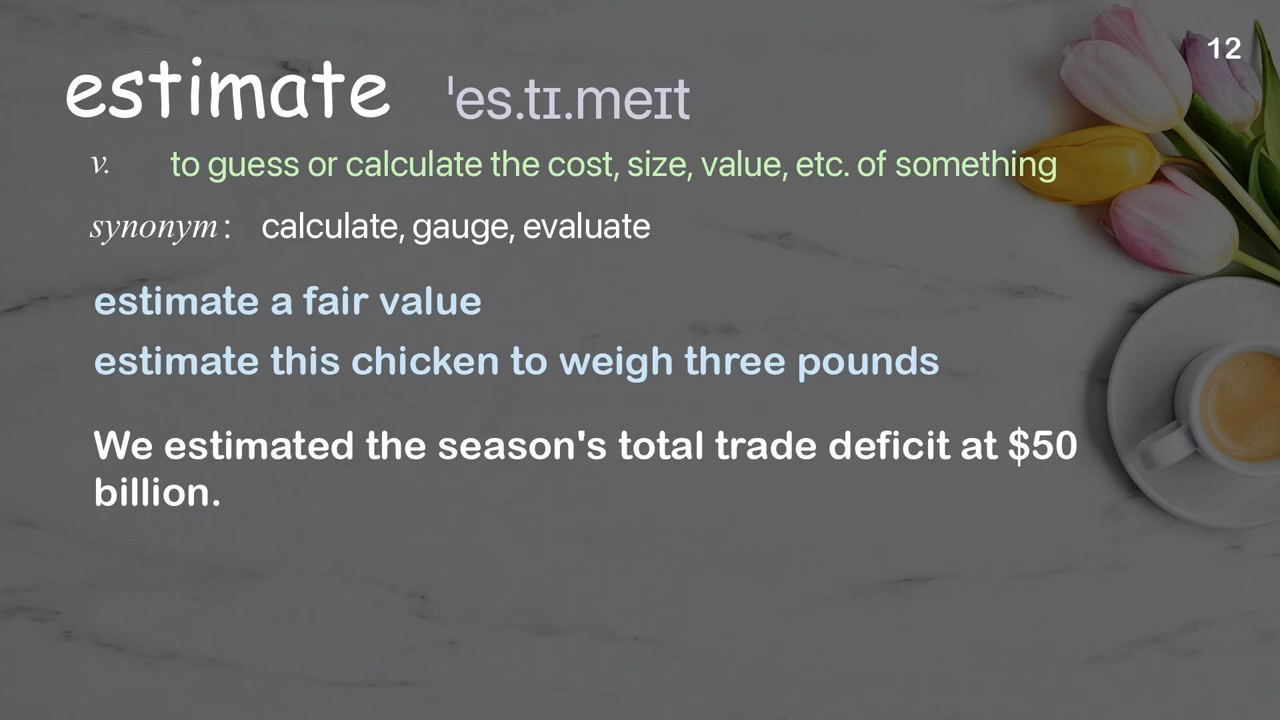 12
estimate ˈes.tɪ.meɪt
v. to guess or calculate the cost, size, value, etc. of something
synonym: calculate, gauge, evaluate
estimate a fair value
estimate this chicken to weigh three pounds
We estimated the season's total trade deficit at $50
billion.